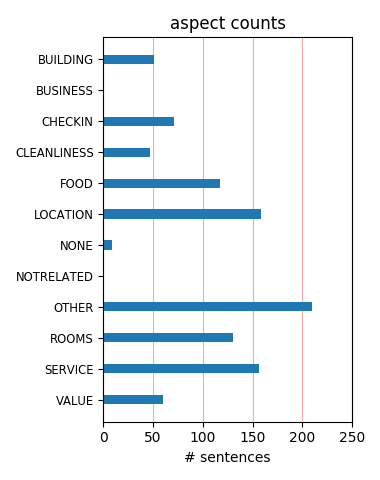 aspect counts
BUILDING
BUSINESS
CHECKIN
CLEANLINESS
FOOD
LOCATION
NONE
NOTRELATED
OTHER
ROOMS
SERVICE
VALUE
0 50 100 150 200 250
# sentences